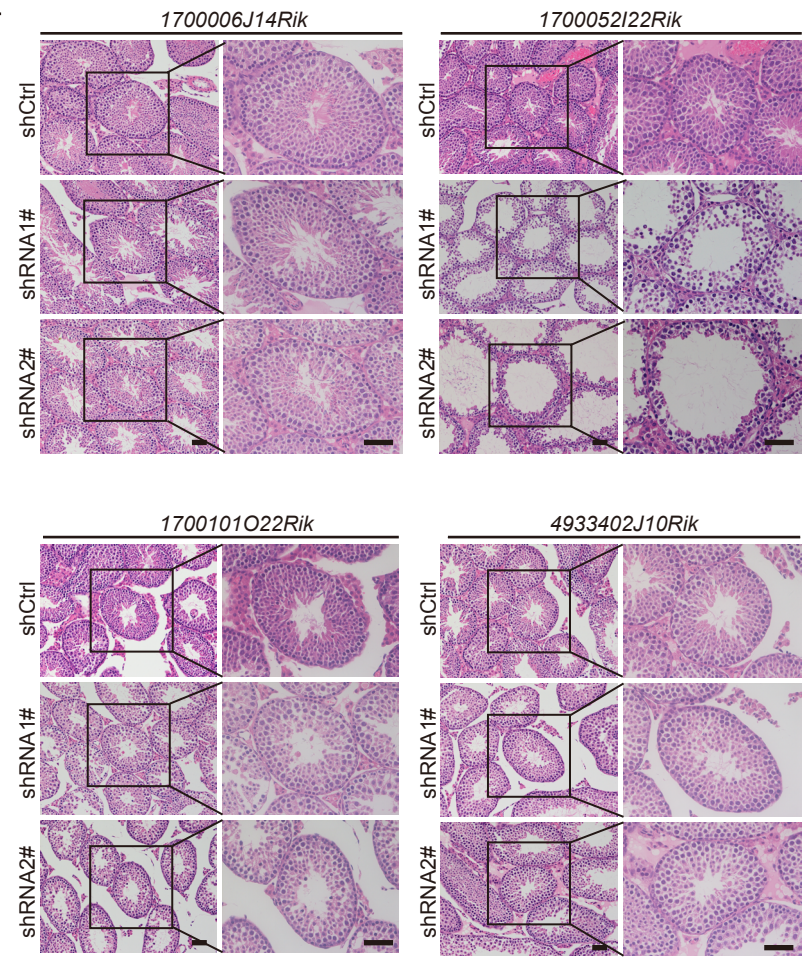 1700006J14Rik
1700052I22Rik
shCtrl
shRNA1#
shRNA2#
shCtrl
shRNA1#
shRNA2#
1700101O22Rik
4933402J10Rik
shCtrl
shRNA1#
shRNA2#
shCtrl
shRNA1#
shRNA2#